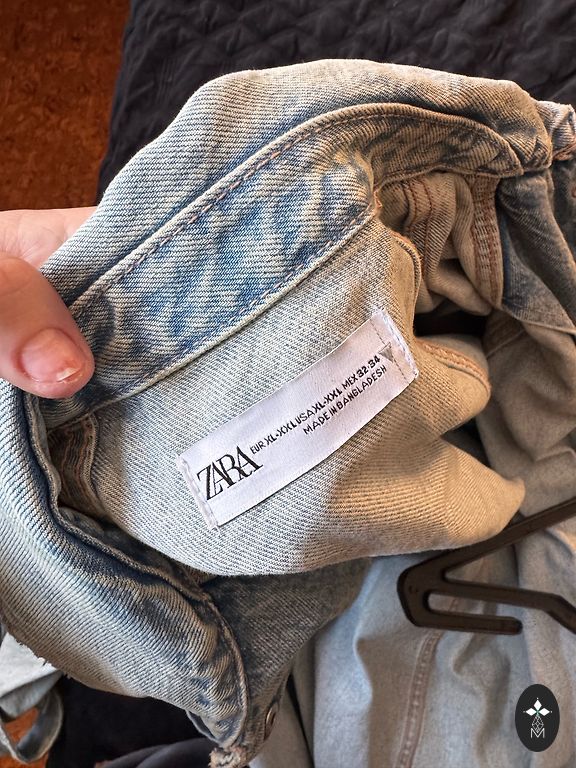 ZARA
EUR XL-XXL USA XL-XXL MEX 32-34
MADE IN BANGLADESH